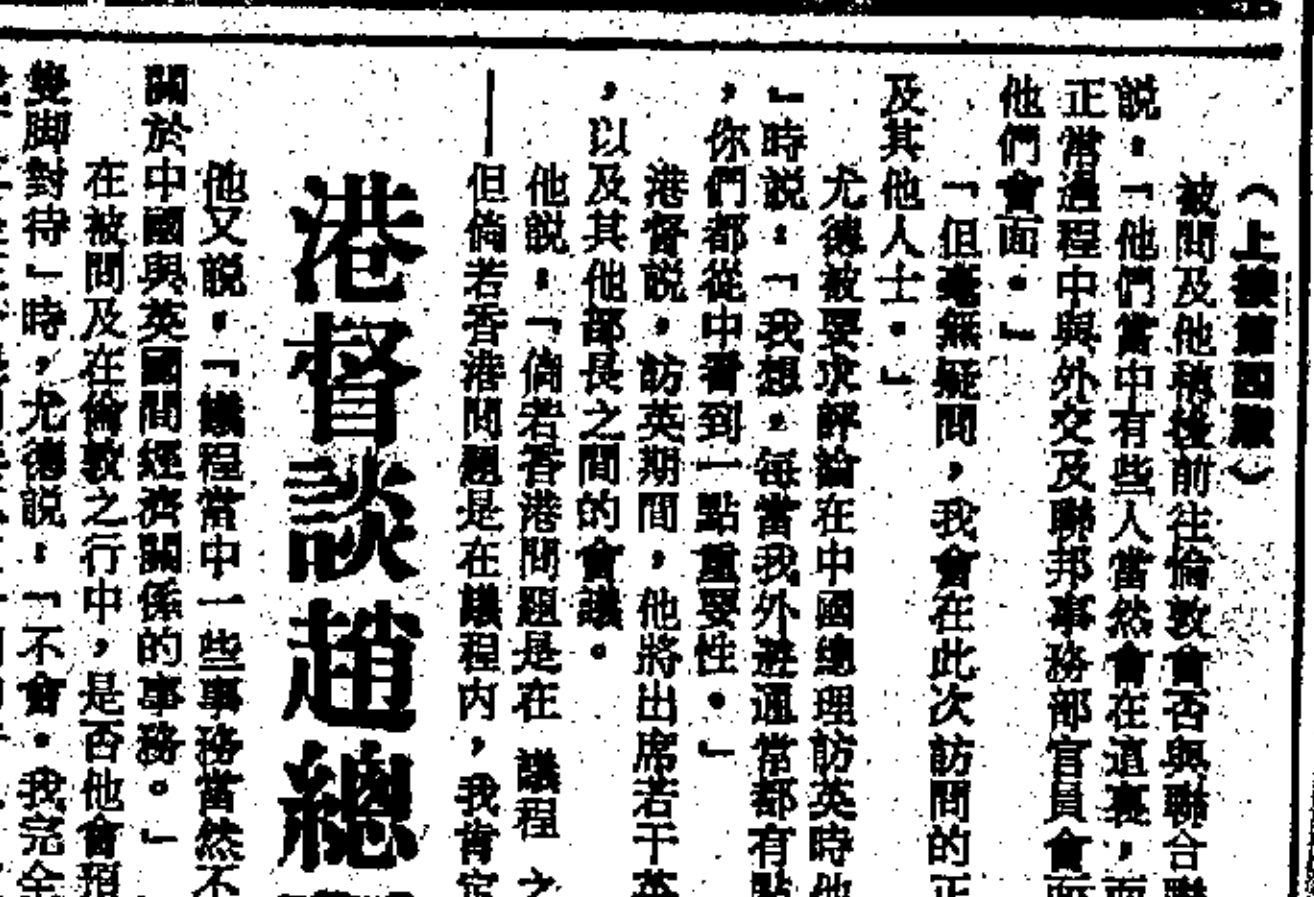 （上接第四版）
被問及他稍後前往倫敦會否與聯合聯
說：「他們當中有些人當然會在這裏，而
正常過程中與外交及聯邦事務部官員會面
他們會面。」
「但毫無疑問，我會在此次訪問的正
及其他人士。」
尤德被要求評論在中國總理訪英時他
」時說：「我想，每當我外遊通常都有點
，你們都從中看到一點重要性。」
港督說，訪英期間，他將出席若干英
，以及其他部長之間的會議。
他說：「倘若香港問題是在議程之
——但倘若香港問題是在議程內，我肯定
港督談趙總
他又說，「議程當中一些事務當然不
關於中國與英國間經濟關係的事務。」
在被問及在倫敦之行中，是否他會預
雙脚對待」時，尤德說：「不會。我完全